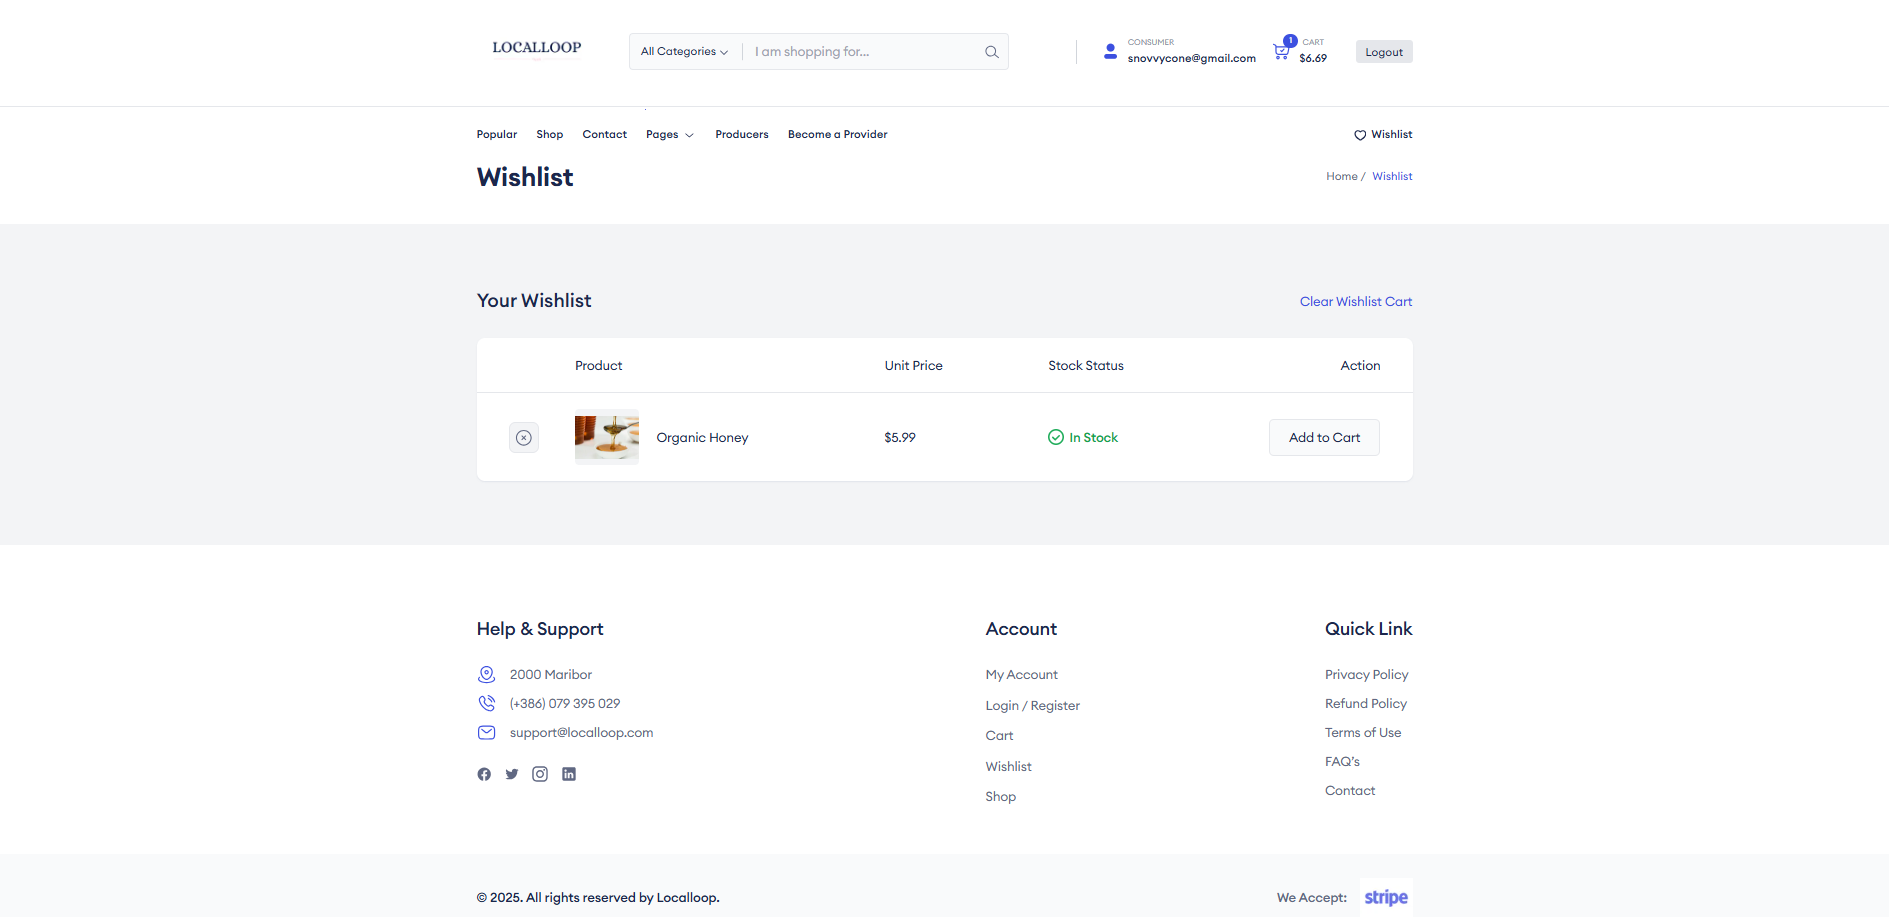 LOCALLOOP
All Categories
I am shopping for...
CONSUMER
snovvycone@gmail.com
1
CART
$6.69
Logout
Popular Shop Contact Pages Producers Become a Provider Wishlist
Wishlist
Home / Wishlist
Your Wishlist
Clear Wishlist Cart
Product Unit Price Stock Status Action
Organic Honey $5.99 In Stock Add to Cart
Help & Support
2000 Maribor
(+386) 079 395 029
support@localloop.com
Account
My Account
Login / Register
Cart
Wishlist
Shop
Quick Link
Privacy Policy
Refund Policy
Terms of Use
FAQ's
Contact
© 2025. All rights reserved by Localloop.
We Accept: stripe